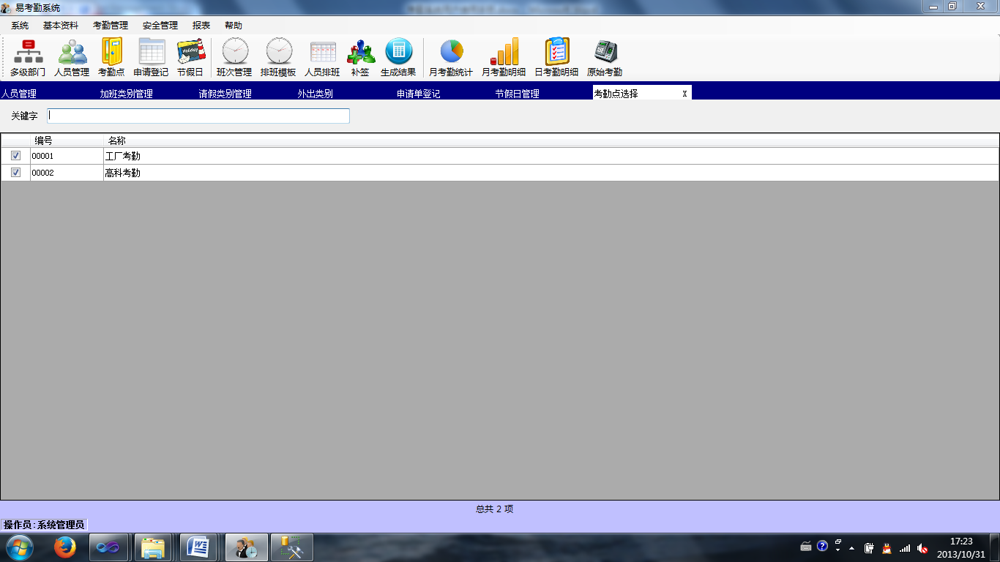 易考勤系统
系统 基本资料 考勤管理 安全管理 报表 帮助
Holiday
多级部门 人员管理 考勤点 申请登记 节假日 班次管理 排班模板 人员排班 补签 生成结果 月考勤统计 月考勤明细 日考勤明细 原始考勤
人员管理 加班类别管理 请假类别管理 外出类别 申请单登记 节假日管理 考勤点选择 X
关键字
编号 名称
00001 工厂考勤
00002 高科考勤
总共 2 项
操作员:系统管理员
17:23
2013/10/31